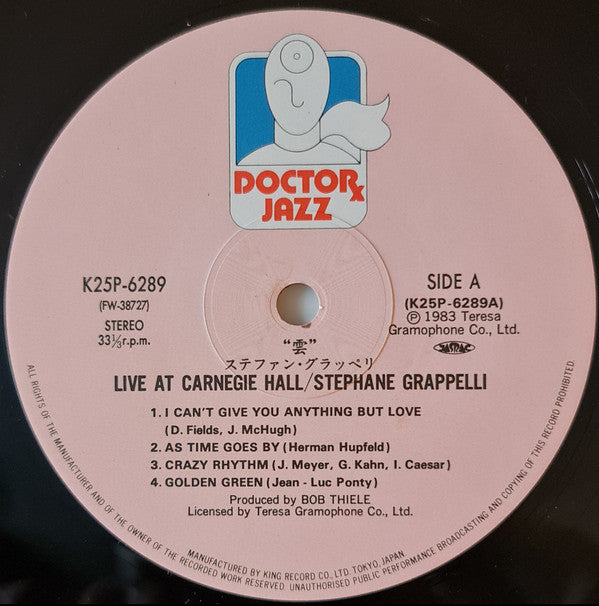 DOCTORx
JAZZ
K25P-6289
(FW-38727)
STEREO
33⅓r.p.m.
SIDE A
(K25P-6289A)
Ⓟ 1983 Teresa
Gramophone Co., Ltd.
JASRAC
“雲”
ステファン・グラッペリ
LIVE AT CARNEGIE HALL/STEPHANE GRAPPELLI
1. I CAN'T GIVE YOU ANYTHING BUT LOVE
(D. Fields, J. McHugh)
2. AS TIME GOES BY (Herman Hupfeld)
3. CRAZY RHYTHM (J. Meyer, G. Kahn, I. Caesar)
4. GOLDEN GREEN (Jean - Luc Ponty)
Produced by BOB THIELE
Licensed by Teresa Gramophone Co., Ltd.
ALL RIGHTS OF THE MANUFACTURER AND OF THE OWNER OF THE RECORDED WORK RESERVED. UNAUTHORISED PUBLIC PERFORMANCE BROADCASTING AND COPYING OF THIS RECORD PROHIBITED.
MANUFACTURED BY KING RECORD CO., LTD. TOKYO, JAPAN